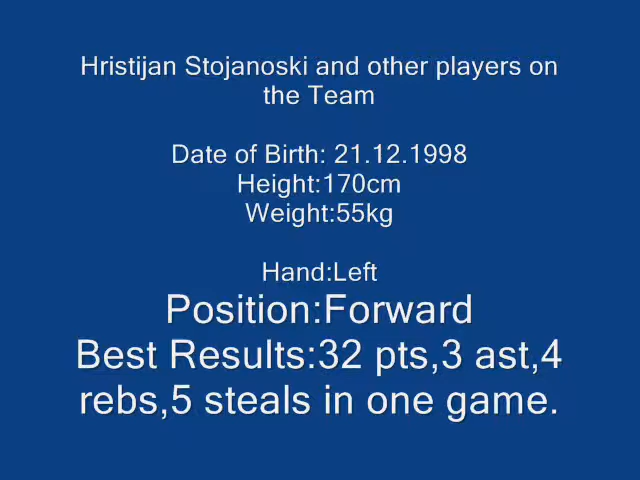 Hristijan Stojanoski and other players on
the Team
Date of Birth: 21.12.1998
Height:170cm
Weight:55kg
Hand:Left
Position:Forward
Best Results:32 pts,3 ast,4
rebs,5 steals in one game.